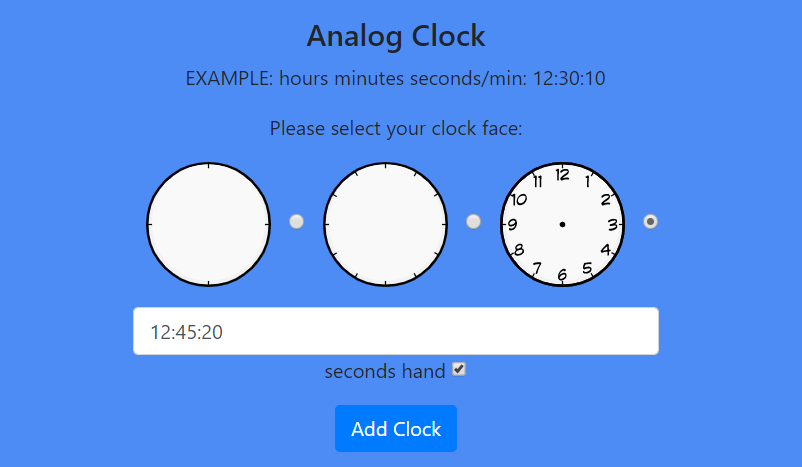 Analog Clock
EXAMPLE: hours minutes seconds/min: 12:30:10
Please select your clock face:
12
11 1
10 2
9 3
8 4
7 5
6
12:45:20
seconds hand
Add Clock